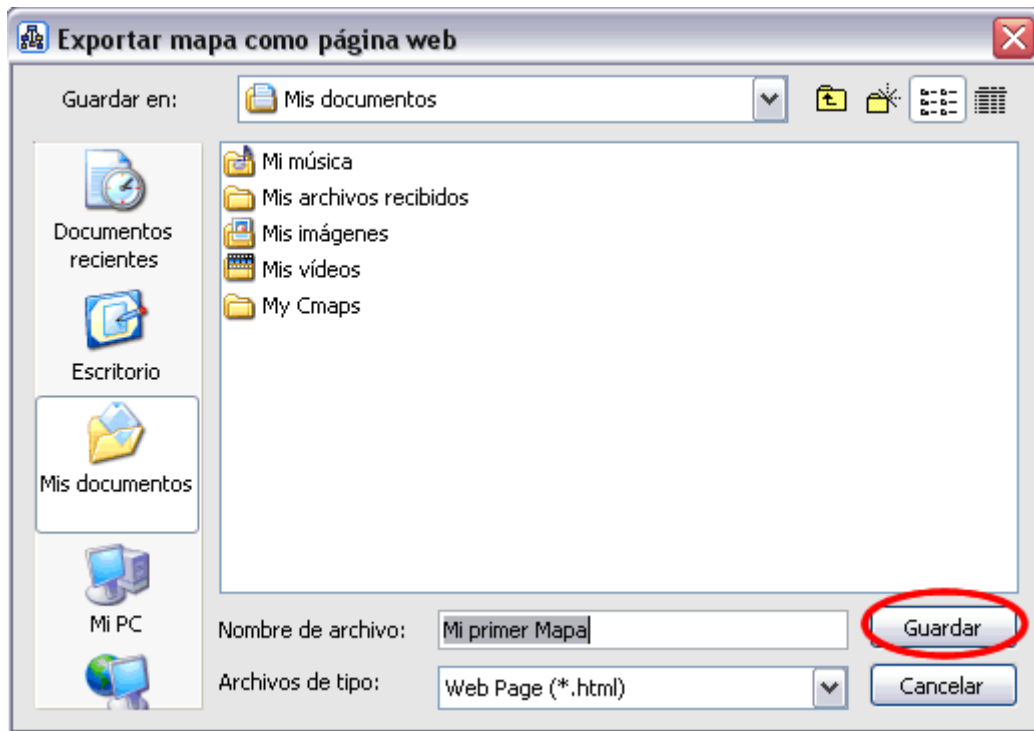 Exportar mapa como página web
Guardar en:
Mis documentos
Documentos
recientes
Escritorio
Mis documentos
Mi PC
Mi música
Mis archivos recibidos
Mis imágenes
Mis vídeos
My Cmaps
Nombre de archivo:
Mi primer Mapa
Guardar
Archivos de tipo:
Web Page (*.html)
Cancelar